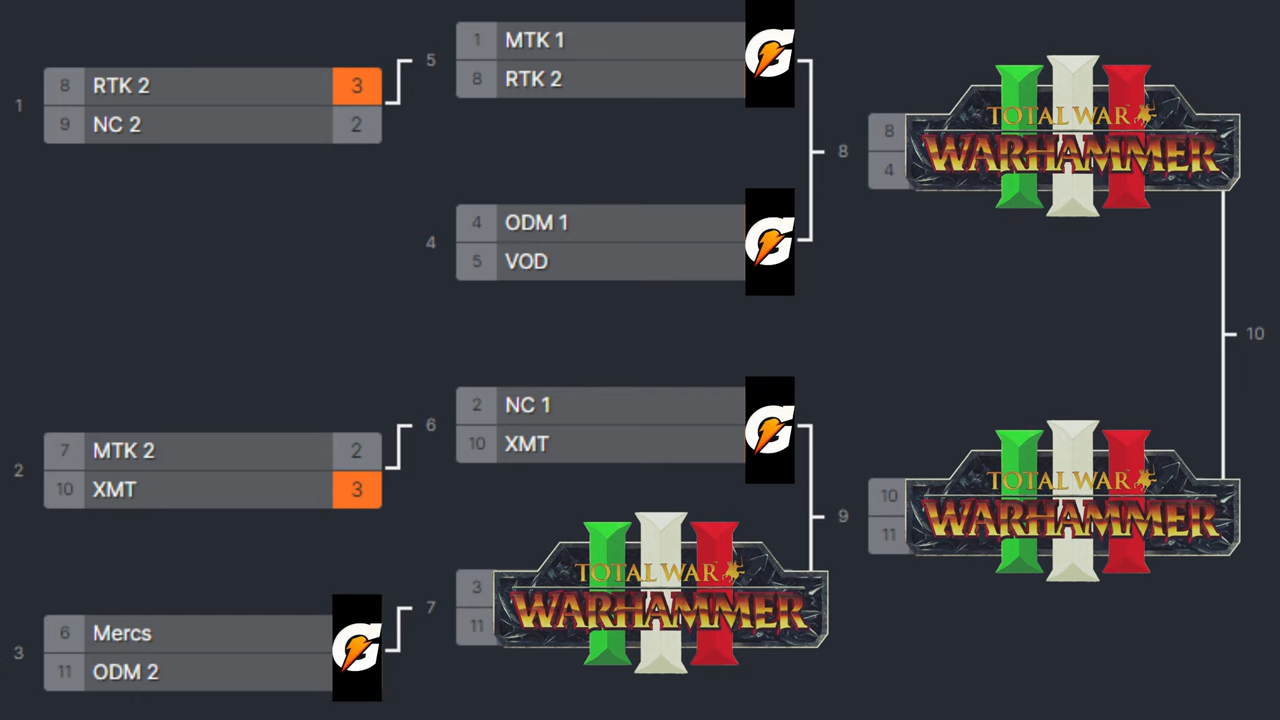 1
8 RTK 2 3
9 NC 2 2
5
1 MTK 1
8 RTK 2
G
4
4 ODM 1
5 VOD
G
8
8
4
TOTAL WAR
WARHAMMER
2
7 MTK 2 2
10 XMT 3
6
2 NC 1
10 XMT
G
3
6 Mercs
11 ODM 2
G
7
3
11
TOTAL WAR
WARHAMMER
9
10
11
TOTAL WAR
WARHAMMER
10